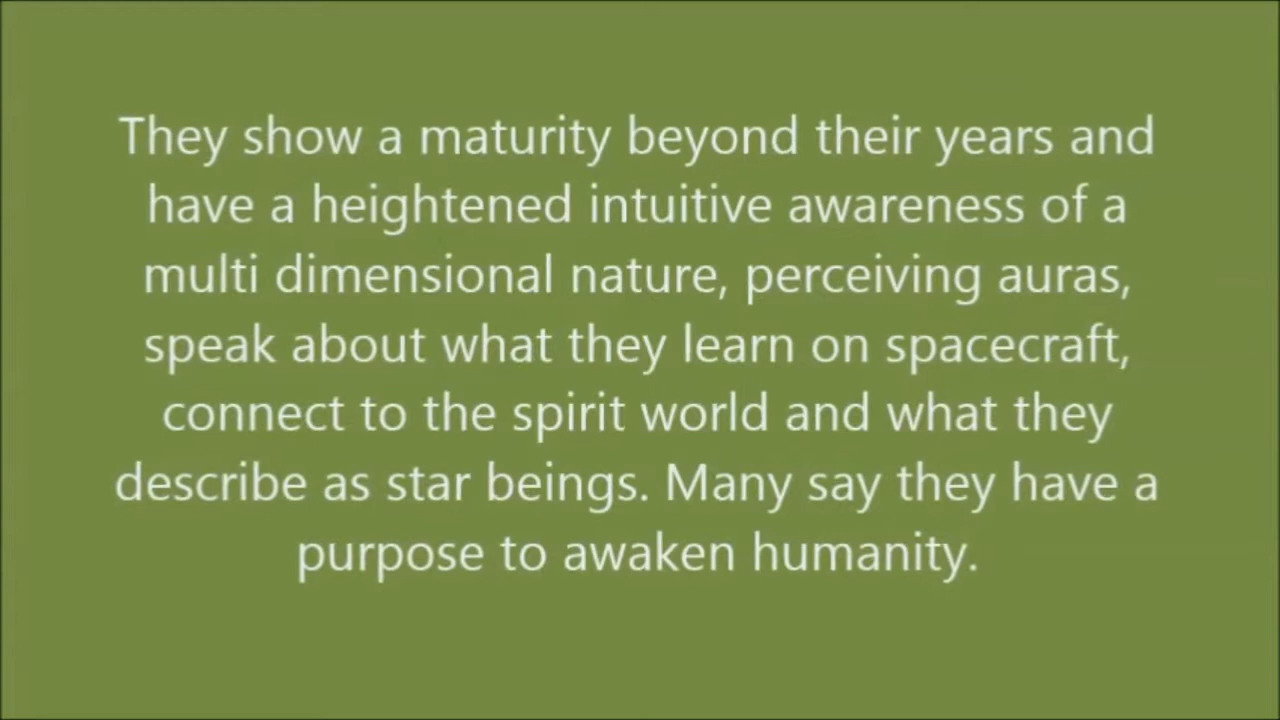 They show a maturity beyond their years and
have a heightened intuitive awareness of a
multi dimensional nature, perceiving auras,
speak about what they learn on spacecraft,
connect to the spirit world and what they
describe as star beings. Many say they have a
purpose to awaken humanity.